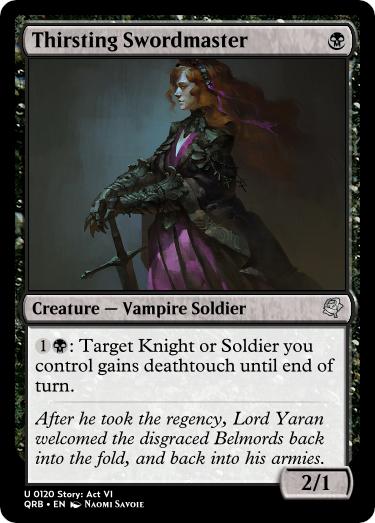 Thirsting Swordmaster
Creature — Vampire Soldier
1: Target Knight or Soldier you
control gains deathtouch until end of
turn.
After he took the regency, Lord Yaran
welcomed the disgraced Belmords back
into the fold, and back into his armies.
2/1
U 0120 Story: Act VI
QRB • EN Naomi Savoie